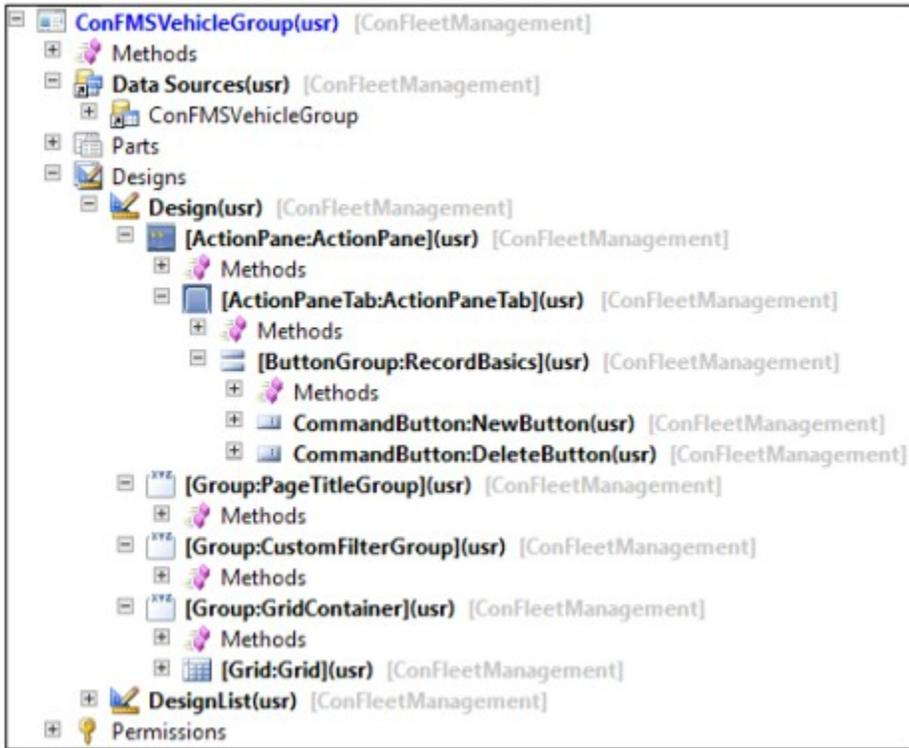 ConFMSVehicleGroup(usr) [ConFleetManagement]
Methods
Data Sources(usr) [ConFleetManagement]
ConFMSVehicleGroup
Parts
Designs
Design(usr) [ConFleetManagement]
[ActionPane:ActionPane](usr) [ConFleetManagement]
Methods
[ActionPaneTab:ActionPaneTab](usr) [ConFleetManagement]
Methods
[ButtonGroup:RecordBasics](usr) [ConFleetManagement]
Methods
CommandButton:NewButton(usr) [ConFleetManagement]
CommandButton:DeleteButton(usr) [ConFleetManagement]
XYZ [Group:PageTitleGroup](usr) [ConFleetManagement]
Methods
XYZ [Group:CustomFilterGroup](usr) [ConFleetManagement]
Methods
XYZ [Group:GridContainer](usr) [ConFleetManagement]
Methods
[Grid:Grid](usr) [ConFleetManagement]
DesignList(usr) [ConFleetManagement]
Permissions